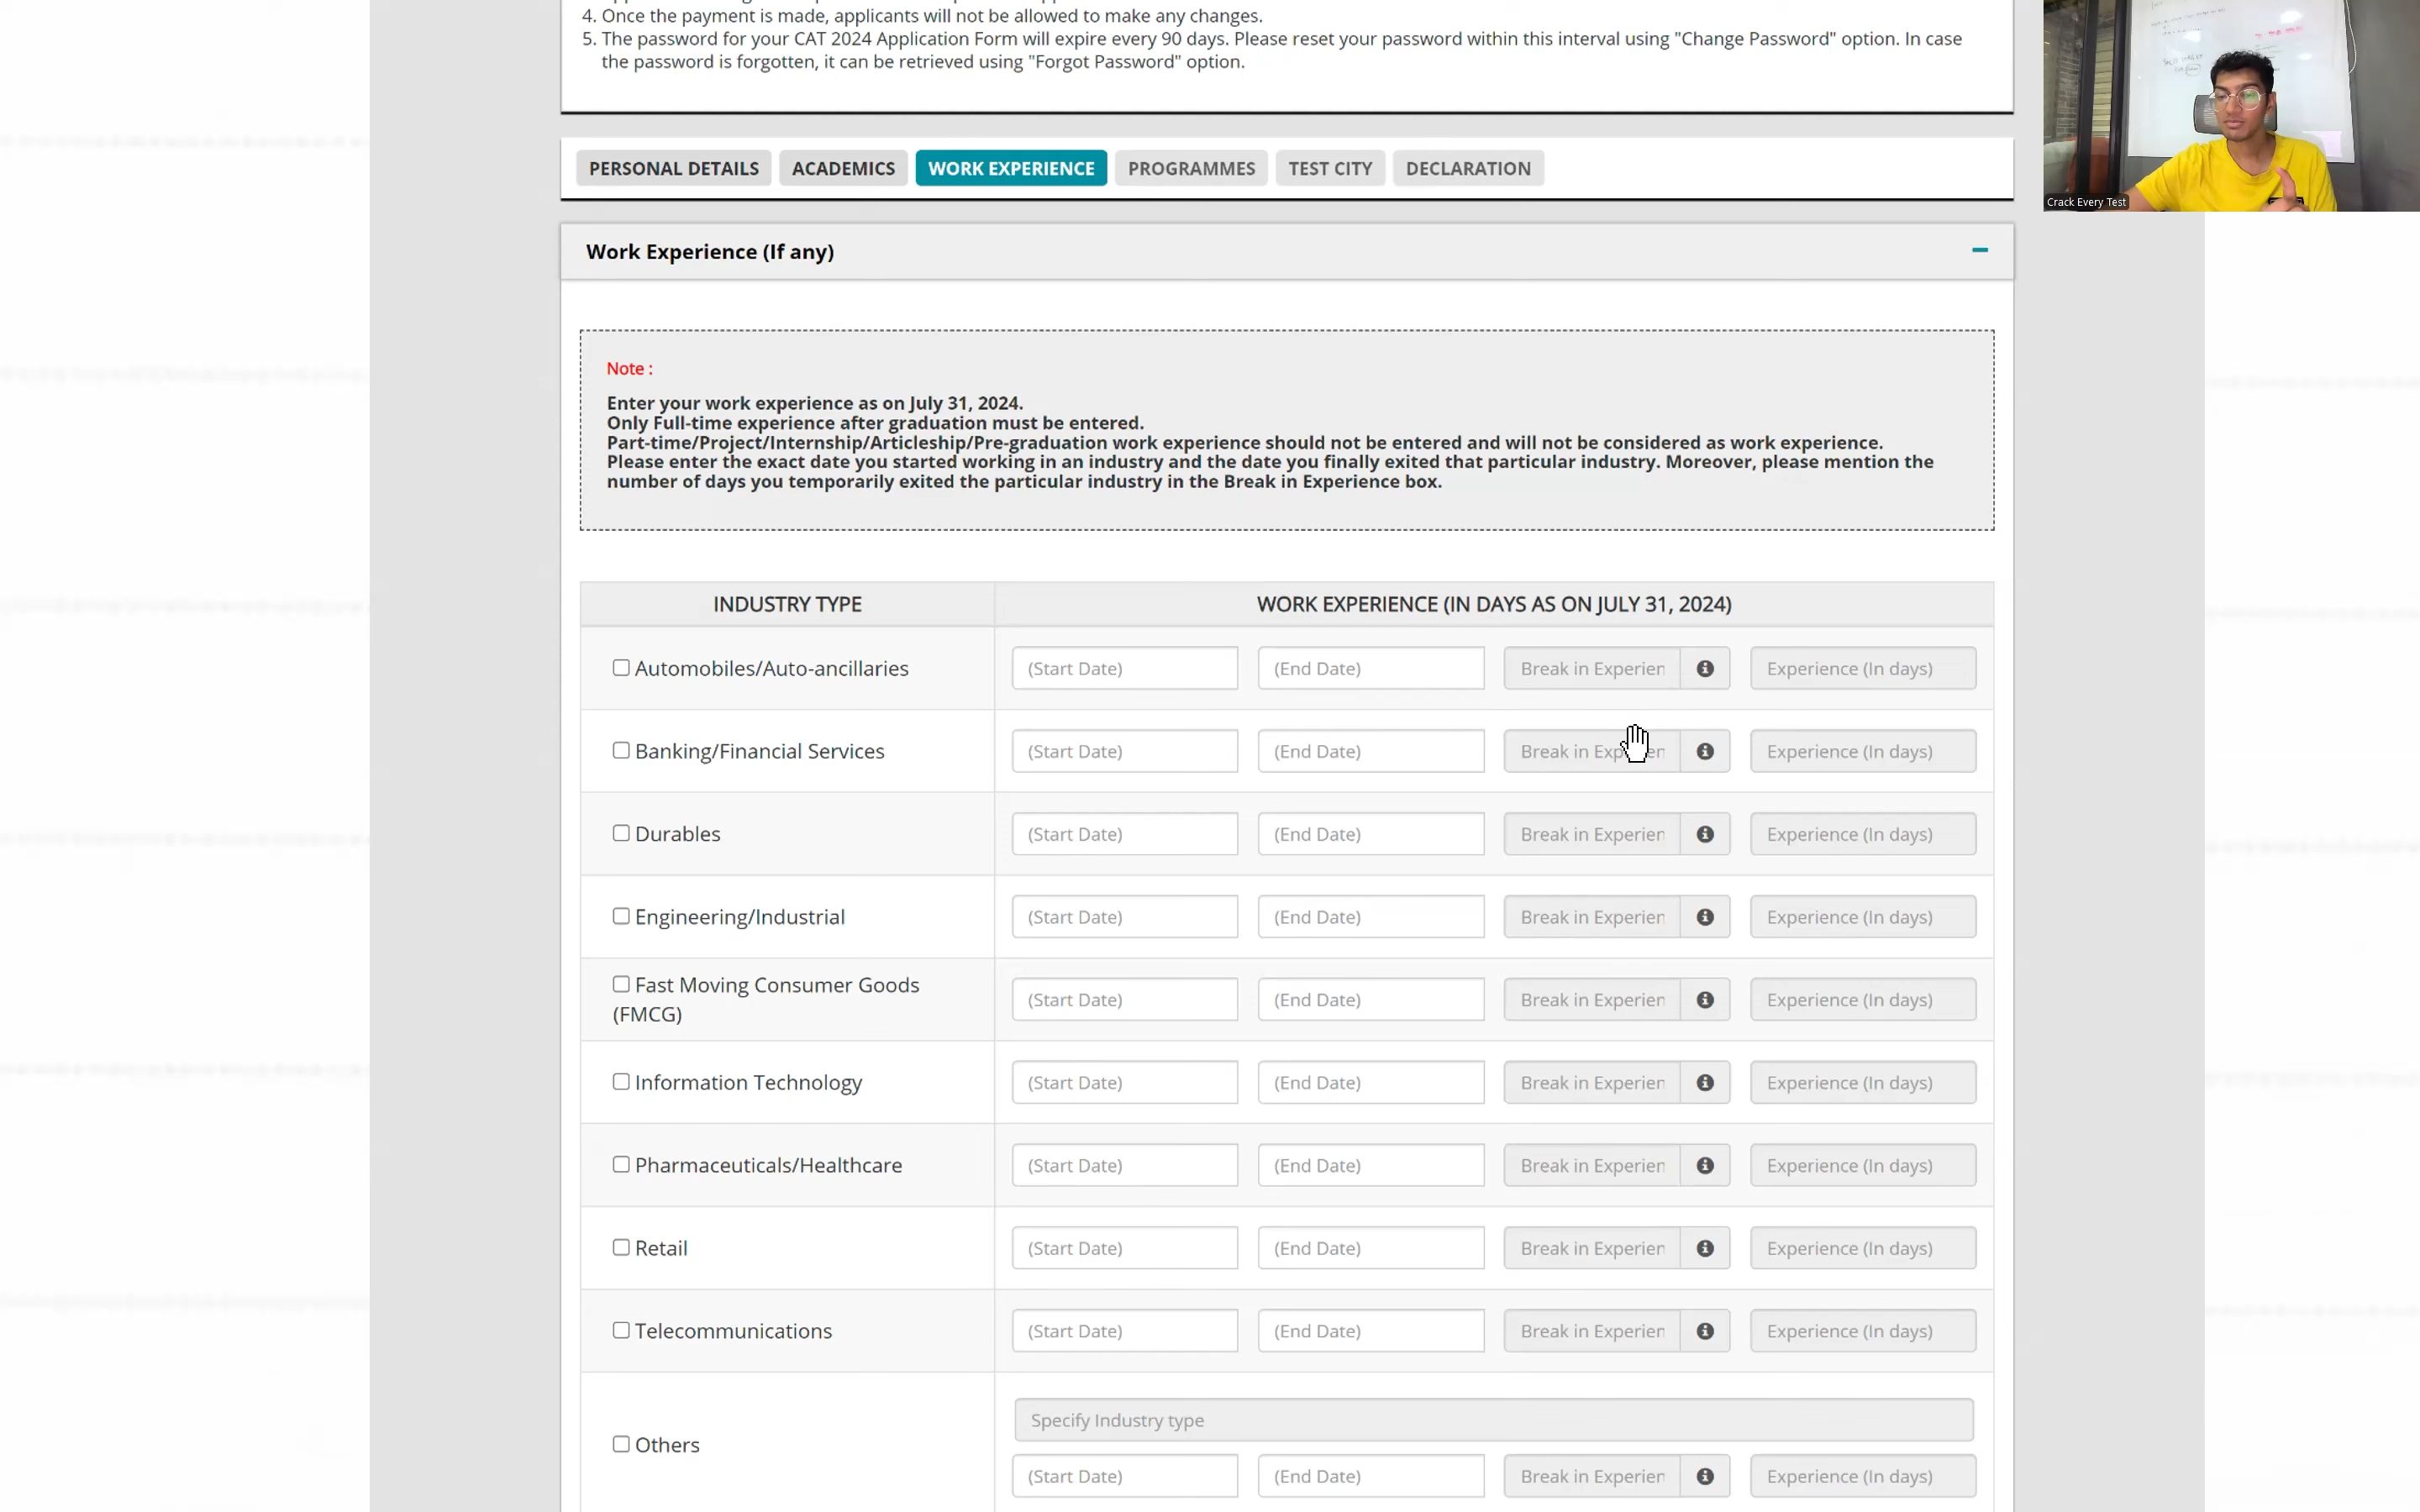 4. Once the payment is made, applicants will not be allowed to make any changes.
5. The password for your CAT 2024 Application Form will expire every 90 days. Please reset your password within this interval using "Change Password" option. In case
the password is forgotten, it can be retrieved using "Forgot Password" option.
Crack Every Test
PERSONAL DETAILS ACADEMICS WORK EXPERIENCE PROGRAMMES TEST CITY DECLARATION
Work Experience (If any)
Note :
Enter your work experience as on July 31, 2024.
Only Full-time experience after graduation must be entered.
Part-time/Project/Internship/Articleship/Pre-graduation work experience should not be entered and will not be considered as work experience.
Please enter the exact date you started working in an industry and the date you finally exited that particular industry. Moreover, please mention the
number of days you temporarily exited the particular industry in the Break in Experience box.
INDUSTRY TYPE WORK EXPERIENCE (IN DAYS AS ON JULY 31, 2024)
Automobiles/Auto-ancillaries (Start Date) (End Date) Break in Experien Experience (In days)
Banking/Financial Services (Start Date) (End Date) Break in Experien Experience (In days)
Durables (Start Date) (End Date) Break in Experien Experience (In days)
Engineering/Industrial (Start Date) (End Date) Break in Experien Experience (In days)
Fast Moving Consumer Goods
(FMCG) (Start Date) (End Date) Break in Experien Experience (In days)
Information Technology (Start Date) (End Date) Break in Experien Experience (In days)
Pharmaceuticals/Healthcare (Start Date) (End Date) Break in Experien Experience (In days)
Retail (Start Date) (End Date) Break in Experien Experience (In days)
Telecommunications (Start Date) (End Date) Break in Experien Experience (In days)
Specify Industry type
Others
(Start Date) (End Date) Break in Experien Experience (In days)